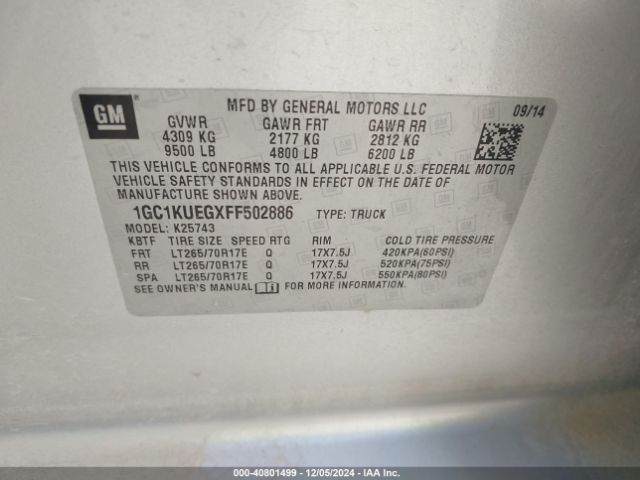 GM
MFD BY GENERAL MOTORS LLC
09/14
GVWR GAWR FRT GAWR RR
4309 KG 2177 KG 2812 KG
9500 LB 4800 LB 6200 LB
THIS VEHICLE CONFORMS TO ALL APPLICABLE U.S. FEDERAL MOTOR
VEHICLE SAFETY STANDARDS IN EFFECT ON THE DATE OF
MANUFACTURE SHOWN ABOVE.
1GC1KUEGXFF502886 TYPE: TRUCK
MODEL: K25743
KBTF TIRE SIZE SPEED RTG RIM COLD TIRE PRESSURE
FRT LT265/70R17E Q 17X7.5J 420KPA(60PSI)
RR LT265/70R17E Q 17X7.5J 520KPA(75PSI)
SPA LT265/70R17E Q 17X7.5J 550KPA(80PSI)
SEE OWNER'S MANUAL FOR MORE INFORMATION.
000-40801499 | 12/05/2024 - IAA Inc.